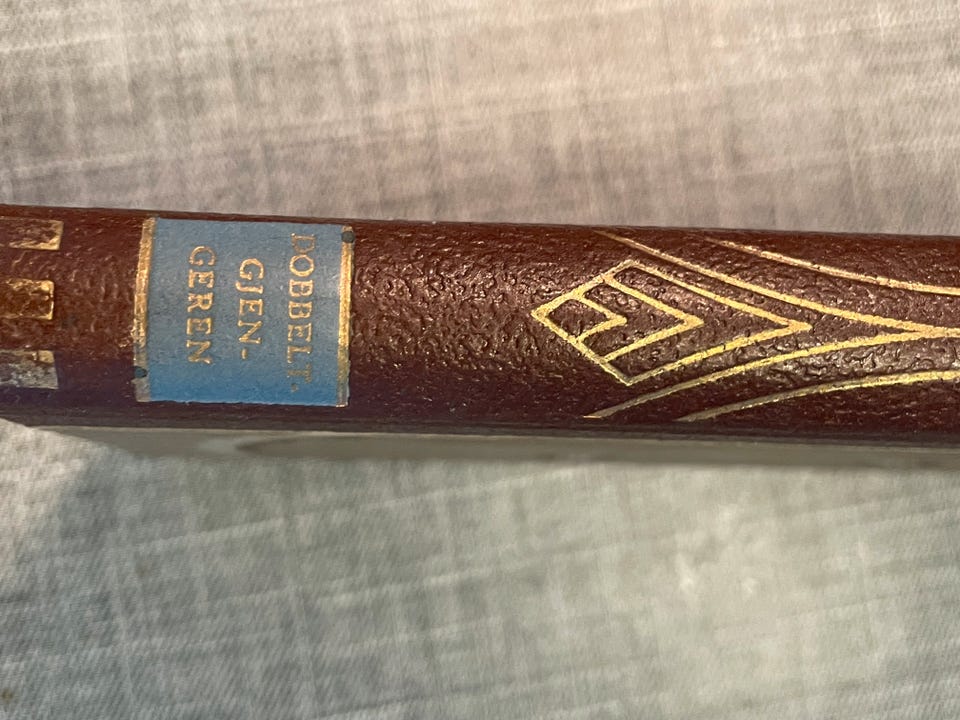 DOBBELT.
GJEN-
GEREN